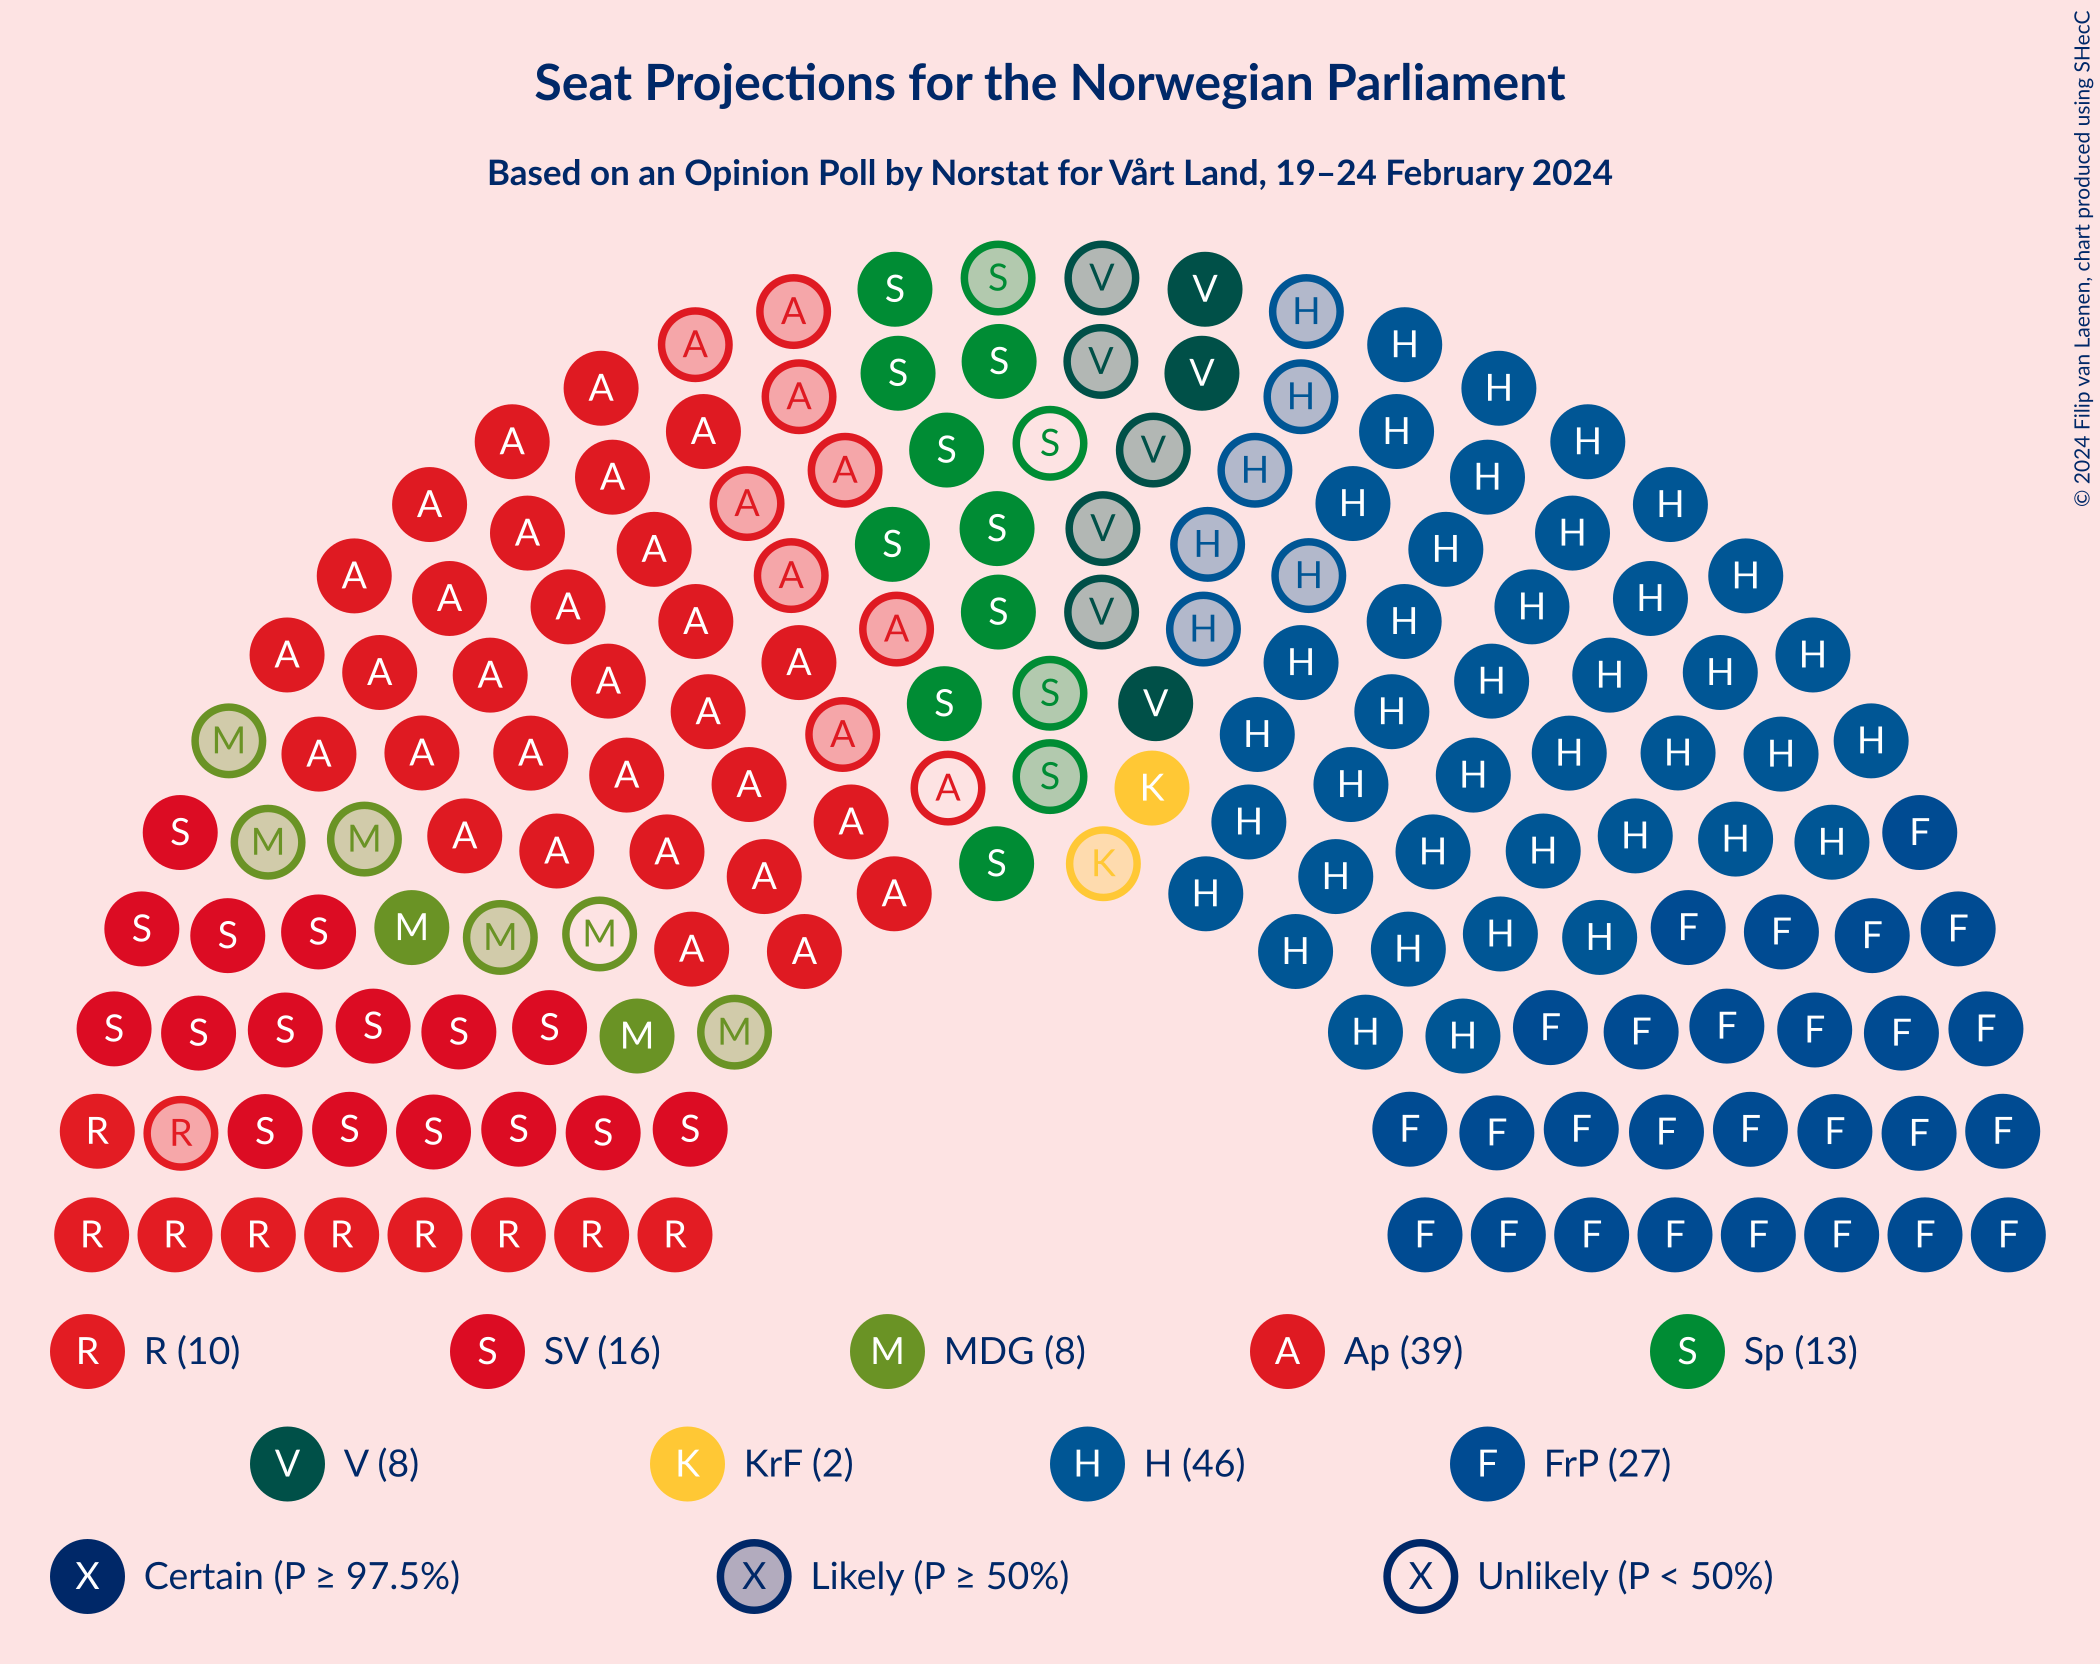 Seat Projections for the Norwegian Parliament
Based on an Opinion Poll by Norstat for Vårt Land, 19–24 February 2024
© 2024 Filip van Laenen, chart produced using SHecC
S S V V
A A H H
S S V V
A A H H
A A H H
S S V
A A H H
A A A H H H
S S V H
A A A H H H
A A H H
A A A A H H H H
S V
A A A H H H
M A A A A A H H H H H H
A S K H
S M M A A A A A H H H H H H F
S K
A H
S S S M M M A A H H H H F F F F
S S S S S S M M H H F F F F F F
R R S S S S S S F F F F F F F F
R R R R R R R R F F F F F F F F
R R (10) S SV (16) M MDG (8) A Ap (39) S Sp (13)
V V (8) K KrF (2) H H (46) F FrP (27)
X Certain (P ≥ 97.5%) X Likely (P ≥ 50%) X Unlikely (P < 50%)